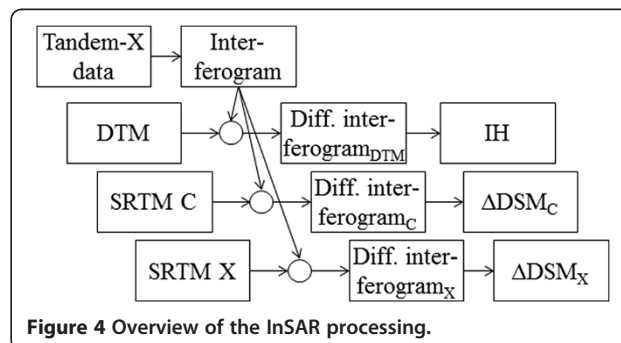 Tandem-X data
Inter-ferogram
DTM
Diff. inter-ferogramDTM
IH
SRTM C
Diff. inter-ferogramC
ΔDSMC
SRTM X
Diff. inter-ferogramX
ΔDSMX
Figure 4 Overview of the InSAR processing.